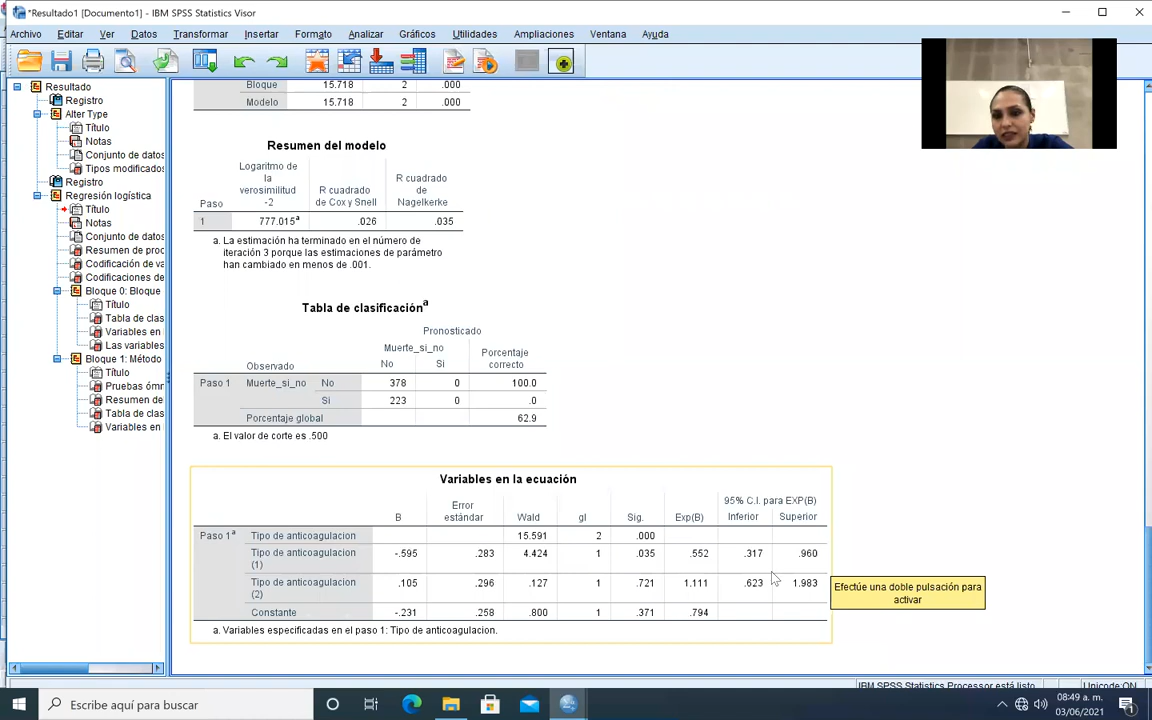 *Resultado1 [Documento1] - IBM SPSS Statistics Visor
Archivo Editar Ver Datos Transformar Insertar Formato Analizar Gráficos Utilidades Ampliaciones Ventana Ayuda
Resultado
Registro
Alter Type
Título
Notas
Conjunto de datos
Tipos modificados
Registro
Regresión logística
Título
Notas
Conjunto de datos
Resumen de proc
Codificación de va
Codificaciones de
Bloque 0: Bloque
Título
Tabla de clas
Variables en
Las variables
Bloque 1: Método
Título
Pruebas ómn
Resumen de
Tabla de clas
Variables en
Bloque 15.718 2 .000
Modelo 15.718 2 .000
Resumen del modelo
Logaritmo de
la
verosimilitud R cuadrado R cuadrado de
Paso -2 de Cox y Snell Nagelkerke
1 777.015a .026 .035
a. La estimación ha terminado en el número de
iteración 3 porque las estimaciones de parámetro
han cambiado en menos de .001.
Tabla de clasificacióna
Pronosticado
Muerte_si_no Porcentaje
Observado No Si correcto
Paso 1 Muerte_si_no No 378 0 100.0
Si 223 0 .0
Porcentaje global 62.9
a. El valor de corte es .500
Variables en la ecuación
95% C.I. para EXP(B)
B Error estándar Wald gl Sig. Exp(B) Inferior Superior
Paso 1a Tipo de anticoagulacion 15.591 2 .000
Tipo de anticoagulacion -.595 .283 4.424 1 .035 .552 .317 .960
(1)
Tipo de anticoagulacion .105 .296 .127 1 .721 1.111 .623 1.983
(2)
Constante -.231 .258 .800 1 .371 .794
a. Variables especificadas en el paso 1: Tipo de anticoagulacion.
Efectúe una doble pulsación para
activar
IBM SPSS Statistics Processor está listo Unicode:ON
Escribe aquí para buscar
08:49 a. m.
03/06/2021
1